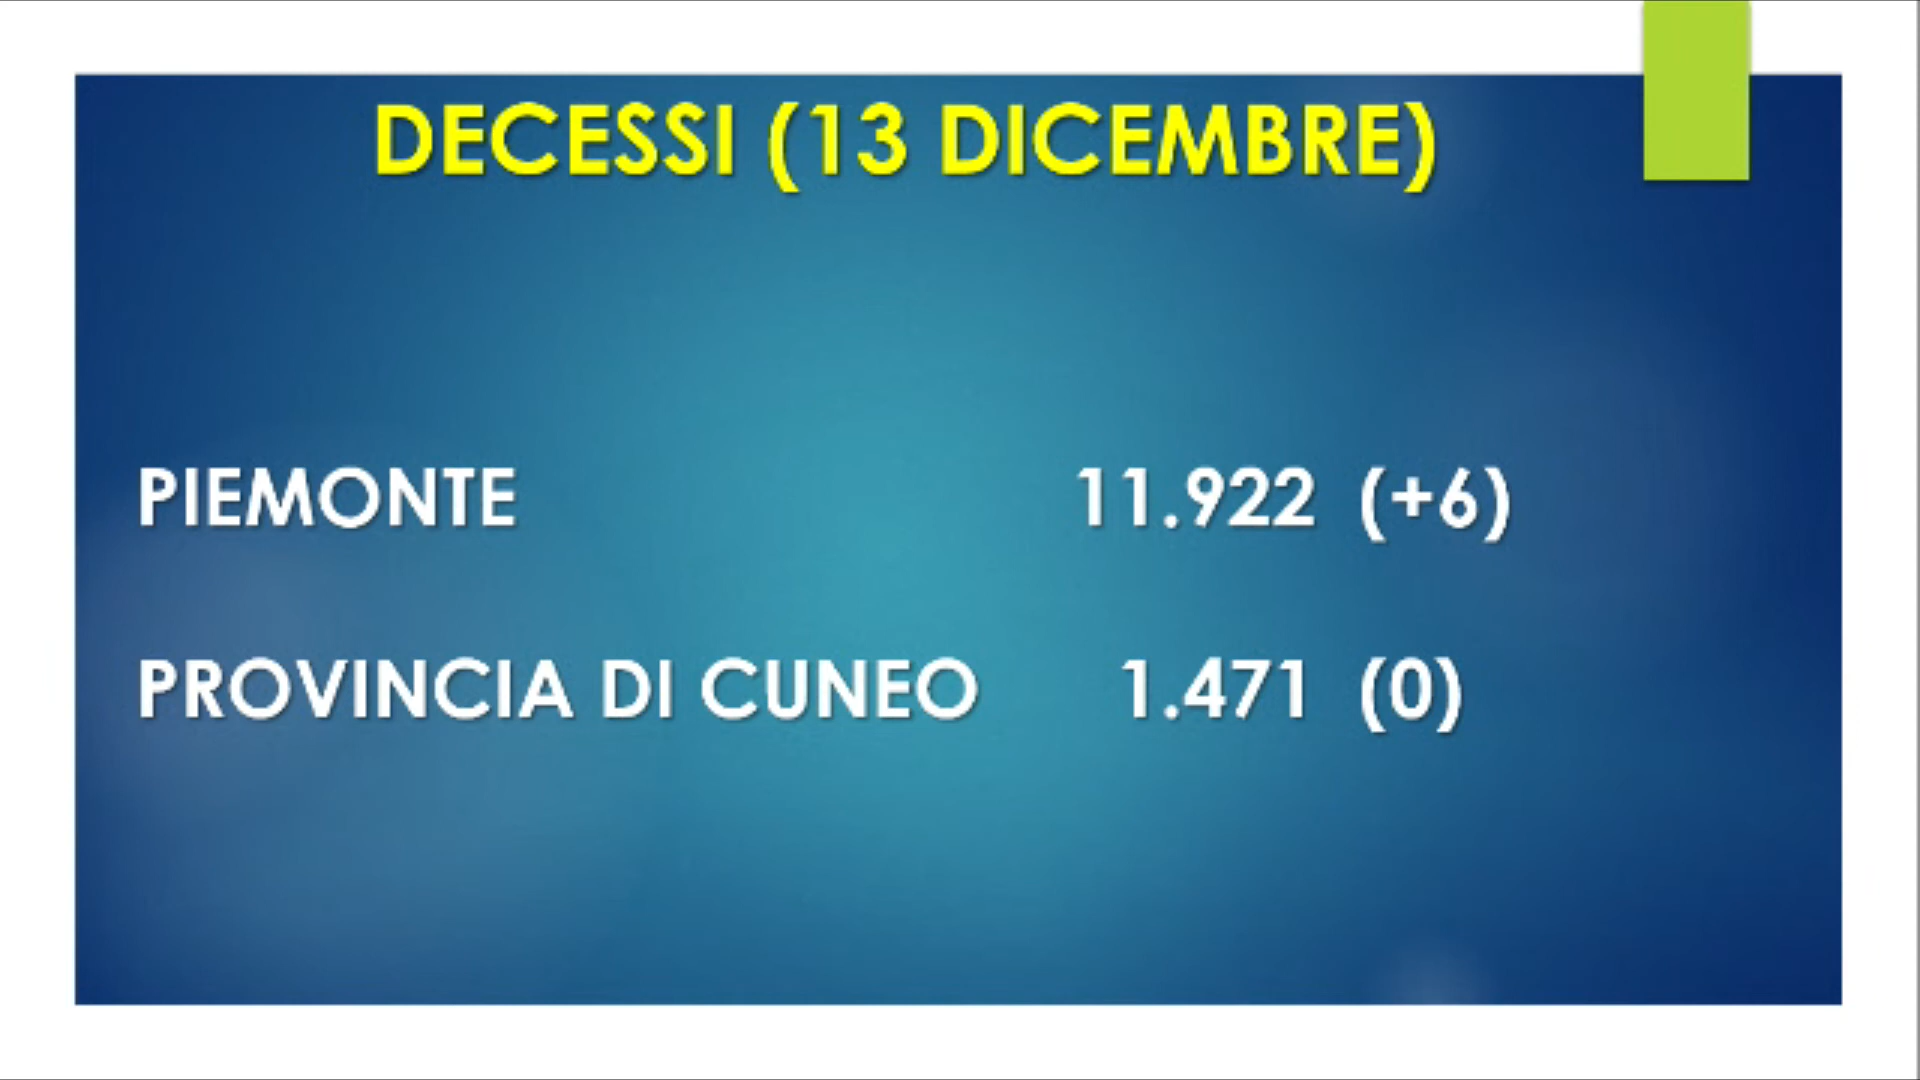 DECESSI (13 DICEMBRE)
PIEMONTE 11.922 (+6)
PROVINCIA DI CUNEO 1.471 (0)